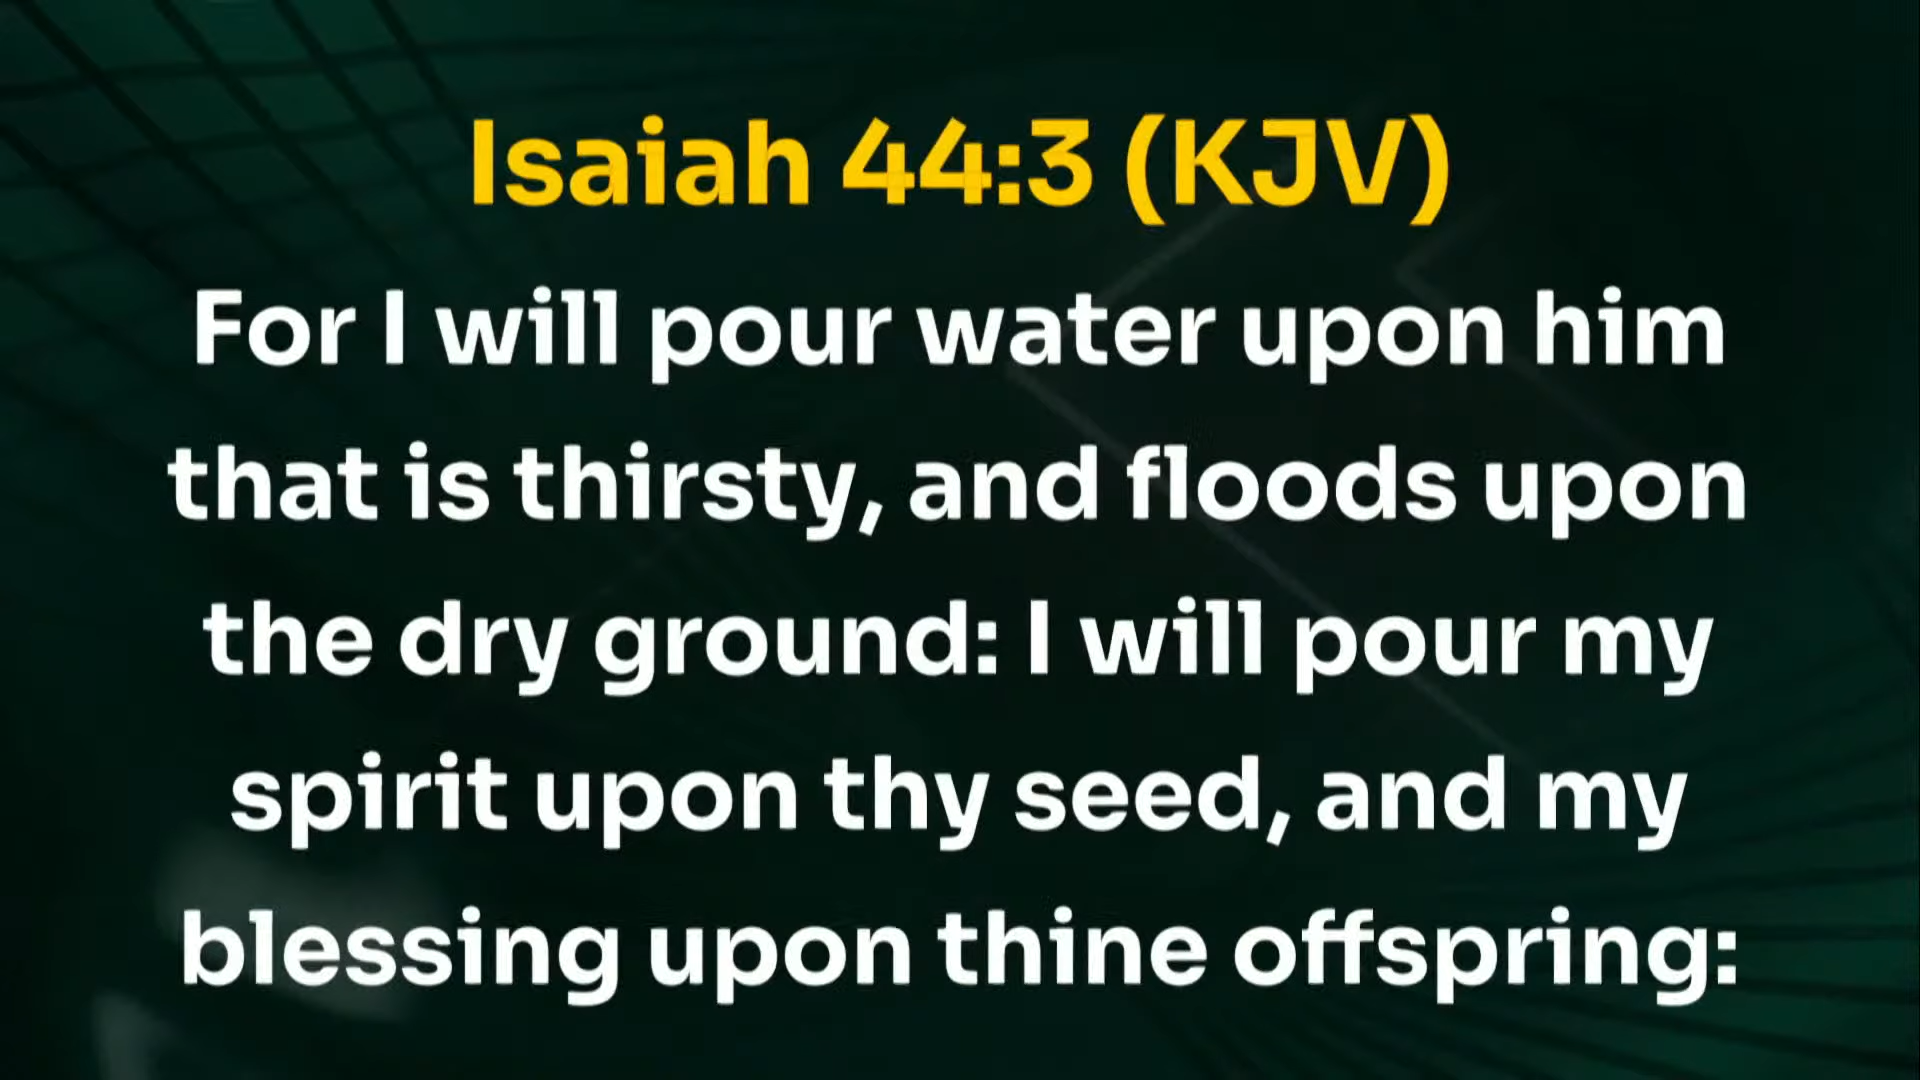 Isaiah 44:3 (KJV)
For I will pour water upon him
that is thirsty, and floods upon
the dry ground: I will pour my
spirit upon thy seed, and my
blessing upon thine offspring: